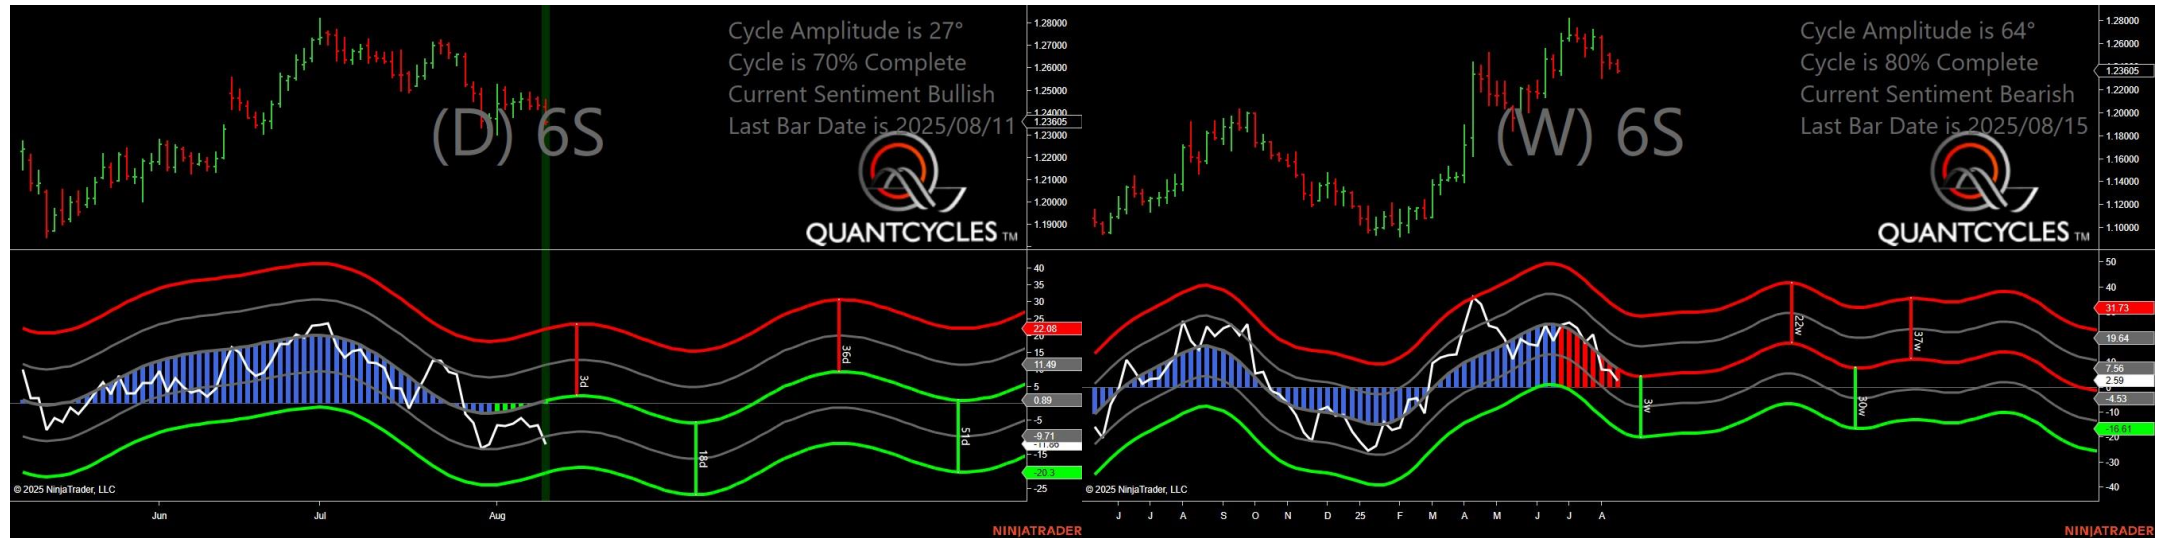 Cycle Amplitude is 27°
Cycle is 70% Complete
Current Sentiment Bullish
Last Bar Date is 2025/08/11
(D) 6S
QUANTCYCLES TM
1.28000
1.27000
1.26000
1.25000
1.24000
1.23605
1.23000
1.22000
1.21000
1.20000
1.19000
40
35
30
25
22.08
20
15
11.49
5
0.89
-5
-9.71
-11.86
-15
-20.3
-25
3d
18d
36d
51d
© 2025 NinjaTrader, LLC
Jun
Jul
Aug
NINJATRADER
Cycle Amplitude is 64°
Cycle is 80% Complete
Current Sentiment Bearish
Last Bar Date is 2025/08/15
(W) 6S
QUANTCYCLES TM
1.28000
1.26000
1.23605
1.22000
1.20000
1.18000
1.16000
1.14000
1.12000
1.10000
50
40
31.73
19.64
7.56
2.59
-4.53
-10
-16.61
-20
-30
-40
3w
22w
30w
37w
© 2025 NinjaTrader, LLC
J
J
A
S
O
N
D
25
F
M
A
M
J
J
A
NINJATRADER